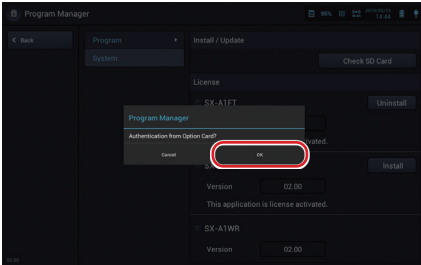 Program Manager
96%
14:44
Back
Program
System
Install / Update
Check SD Card
License
SX-A1FT
Uninstall
Program Manager
Authentication from Option Card?
Cancel
OK
vated.
Install
Version
02.00
This application is license activated.
SX-A1WR
Version
02.00